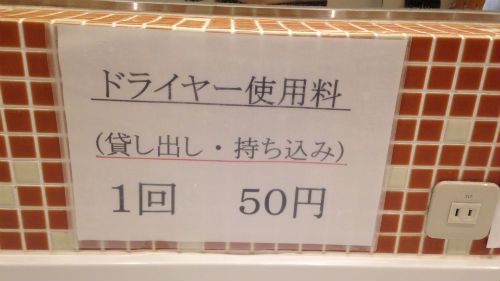 ドライヤー使用料
(貸し出し・持ち込み)
1回 50円